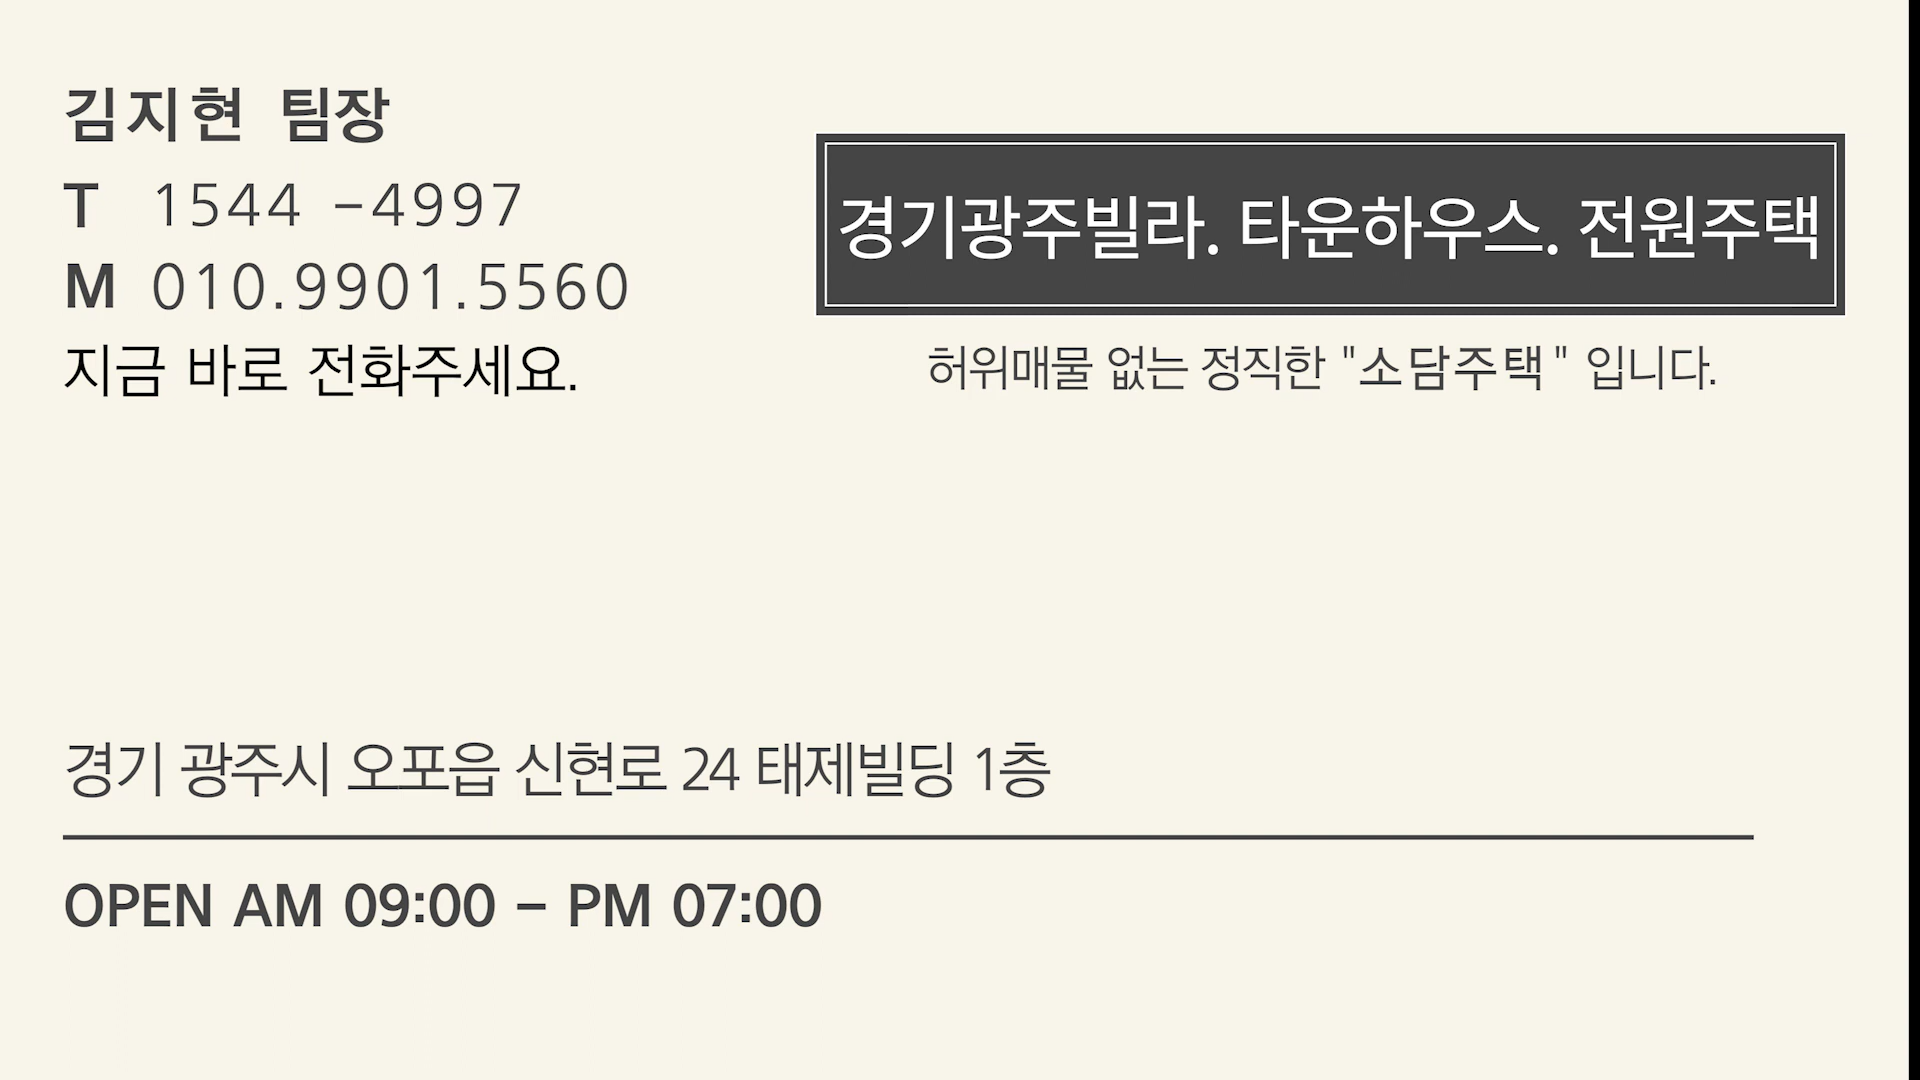 김지현 팀장
T 1544 -4997
M 010.9901.5560
지금 바로 전화주세요.
경기광주빌라. 타운하우스. 전원주택
허위매물 없는 정직한 "소담주택" 입니다.
경기 광주시 오포읍 신현로 24 태제빌딩 1층
OPEN AM 09:00 - PM 07:00